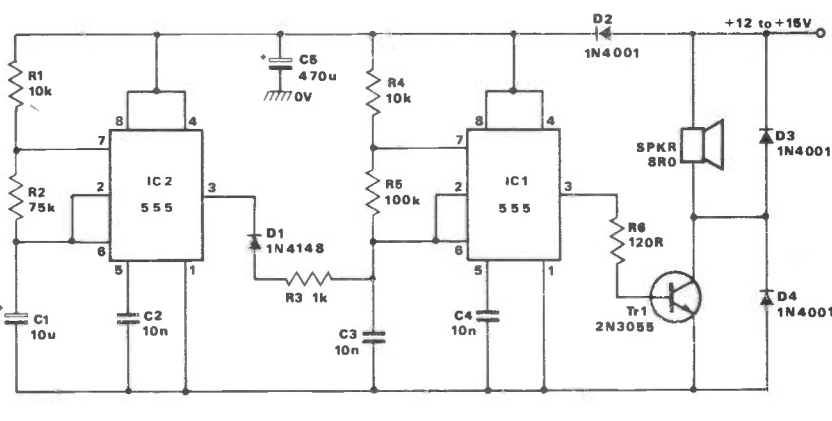 D2
1N4001
+12 to +15V
R1
10k
C5
470u
0V
R4
10k
8
4
8
4
7
7
SPKR
8R0
D3
1N4001
R2
75k
2
IC2
555
3
R5
100k
2
IC1
555
3
6
D1
1N4148
6
R6
120R
5
1
R3 1k
5
1
C1
10u
C2
10n
C3
10n
C4
10n
Tr1
2N3055
D4
1N4001
+
+